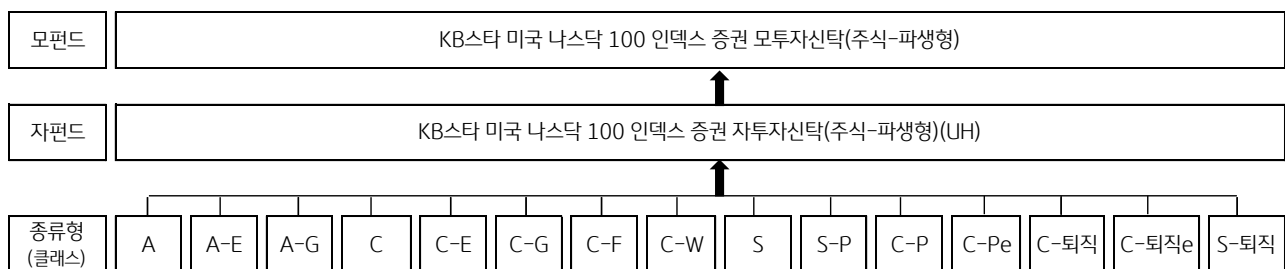 모펀드
KB스타 미국 나스닥 100 인덱스 증권 모투자신탁(주식-파생형)
자펀드
KB스타 미국 나스닥 100 인덱스 증권 자투자신탁(주식-파생형)(UH)
종류형
(클래스)
A
A-E
A-G
C
C-E
C-G
C-F
C-W
S
S-P
C-P
C-Pe
C-퇴직
C-퇴직e
S-퇴직